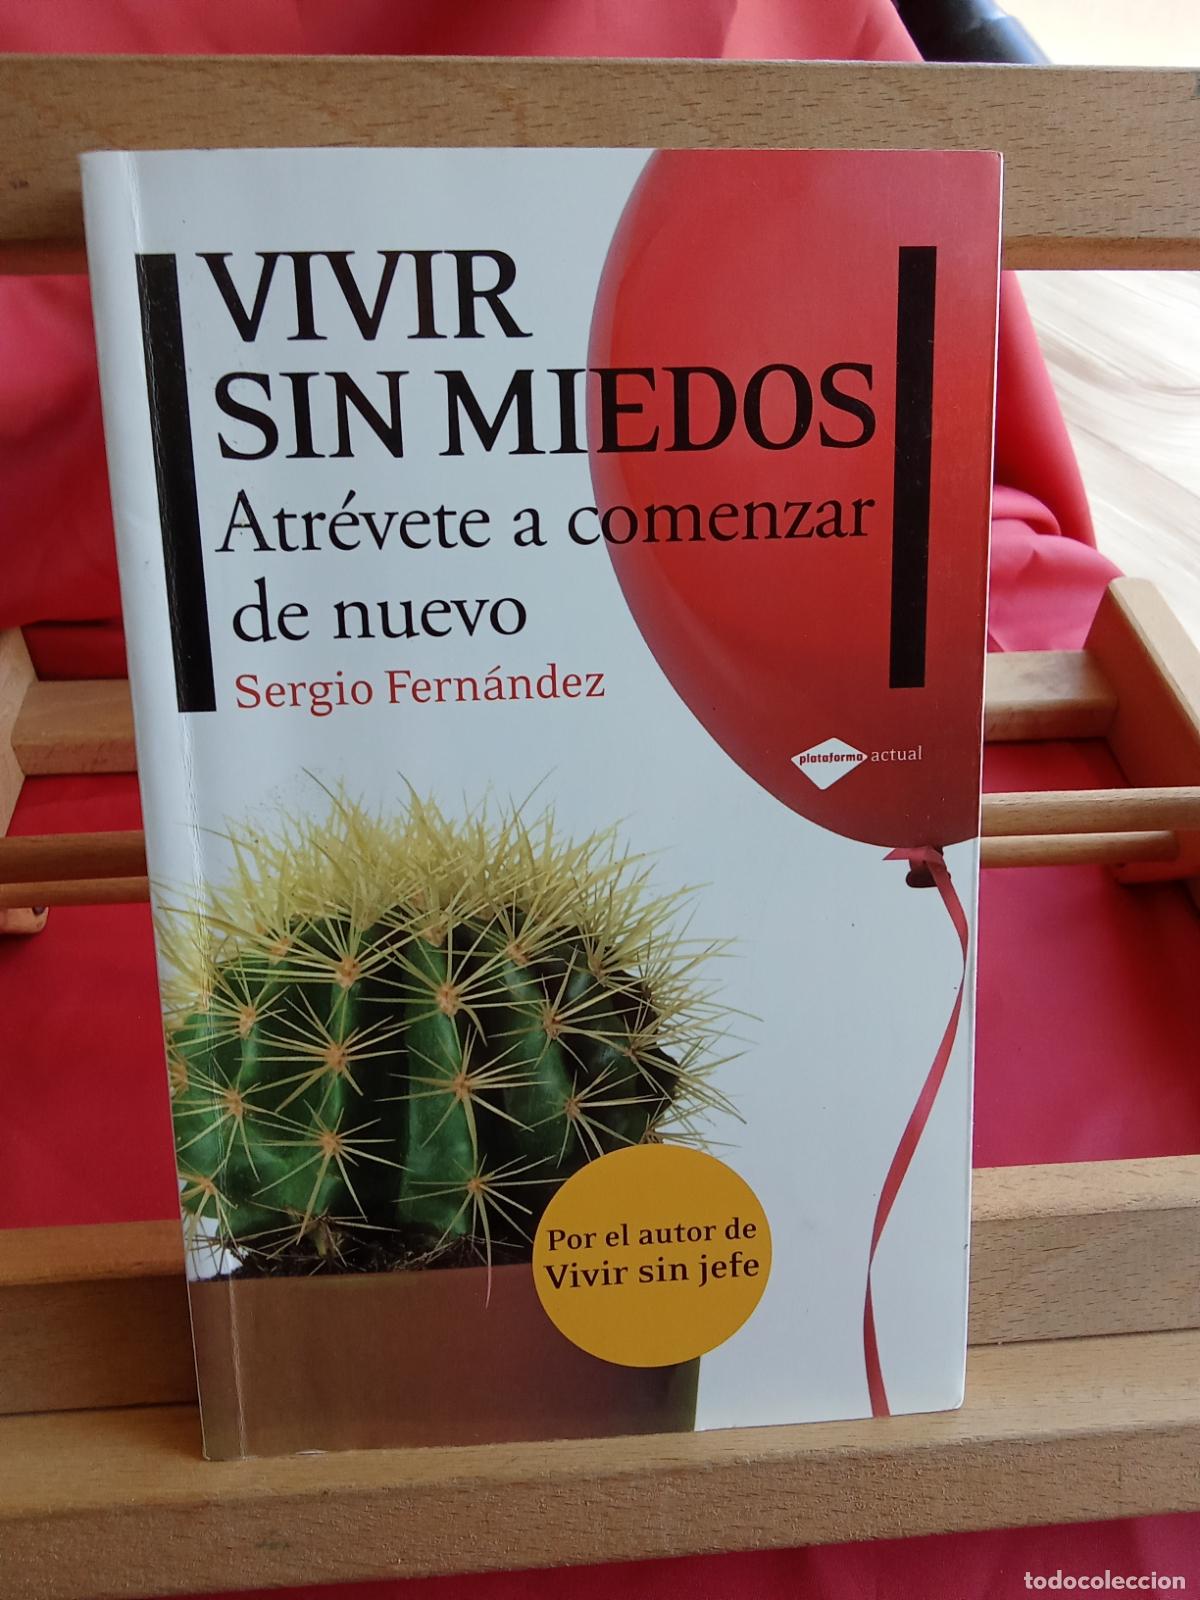 VIVIR
SIN MIEDOS
Atrévete a comenzar
de nuevo
Sergio Fernández
plataforma actual
Por el autor de
Vivir sin jefe
todocoleccion